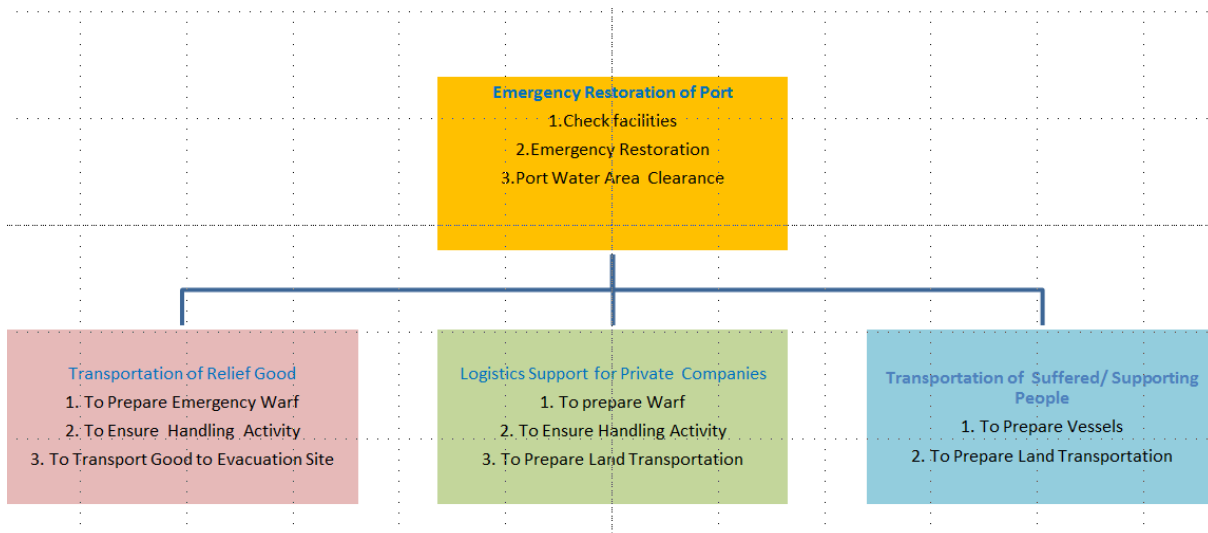 Emergency Restoration of Port
1.Check facilities
2.Emergency Restoration
3.Port Water Area Clearance
Transportation of Relief Good
1. To Prepare Emergency Warf
2. To Ensure Handling Activity
3. To Transport Good to Evacuation Site
Logistics Support for Private Companies
1. To prepare Warf
2. To Ensure Handling Activity
3. To Prepare Land Transportation
Transportation of Suffered/ Supporting
People
1. To Prepare Vessels
2. To Prepare Land Transportation